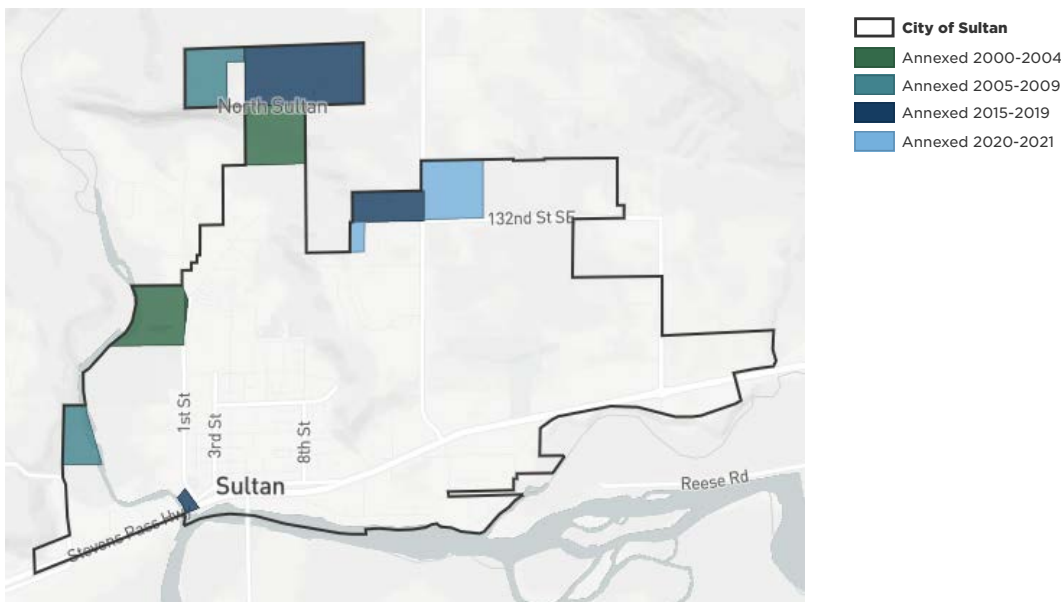 City of Sultan
Annexed 2000-2004
Annexed 2005-2009
Annexed 2015-2019
Annexed 2020-2021
North Sultan
132nd St SE
1st St
3rd St
8th St
Sultan
Reese Rd
Stevens Pass Hwy